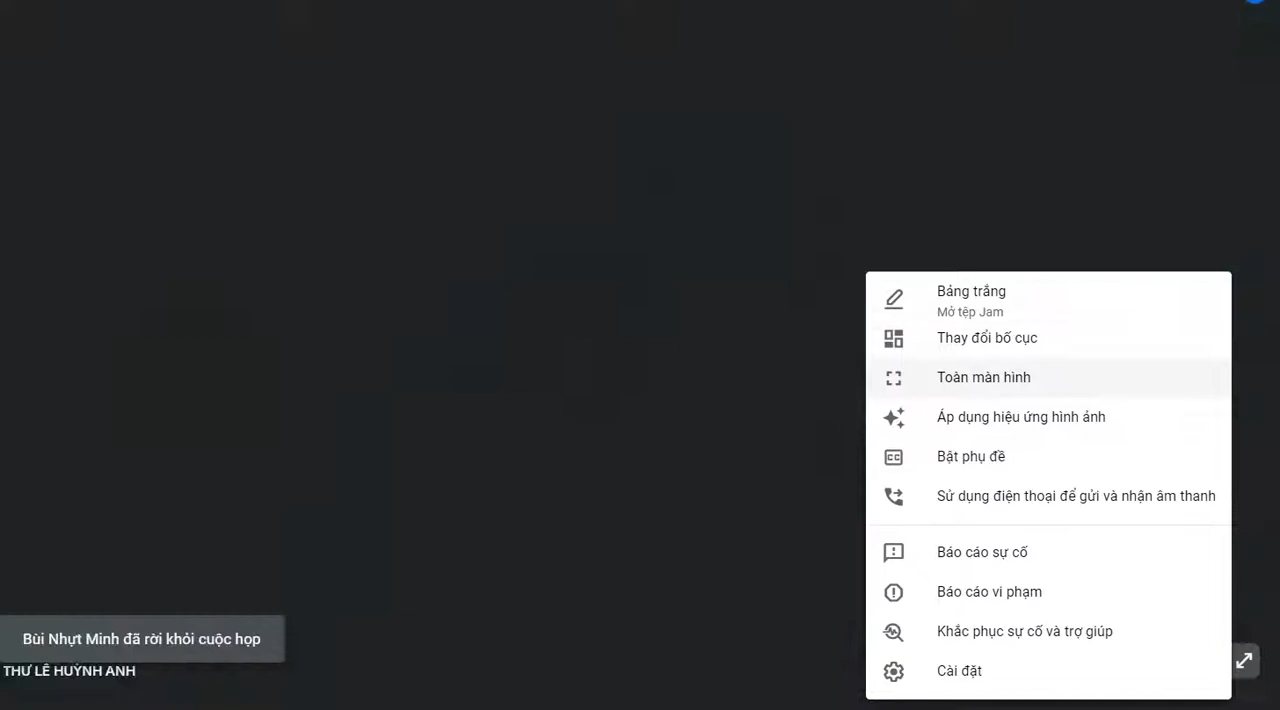 Bảng trắng
Mở tệp Jam
Thay đổi bố cục
Toàn màn hình
Áp dụng hiệu ứng hình ảnh
Bật phụ đề
Sử dụng điện thoại để gửi và nhận âm thanh
Báo cáo sự cố
Báo cáo vi phạm
Khắc phục sự cố và trợ giúp
Cài đặt
Bùi Nhựt Minh đã rời khỏi cuộc họp
THƯ LÊ HUỲNH ANH